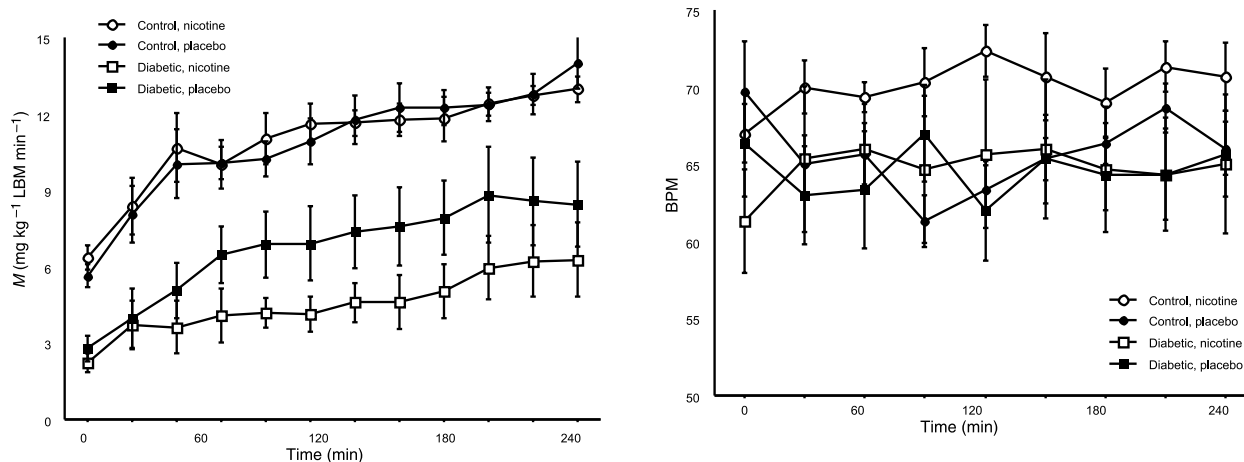 Control, nicotine
Control, placebo
Diabetic, nicotine
Diabetic, placebo
15
12
9
6
3
0
M (mg kg⁻¹ LBM min⁻¹)
0 60 120 180 240
Time (min)
75
70
65
60
55
50
BPM
Control, nicotine
Control, placebo
Diabetic, nicotine
Diabetic, placebo
0 60 120 180 240
Time (min)